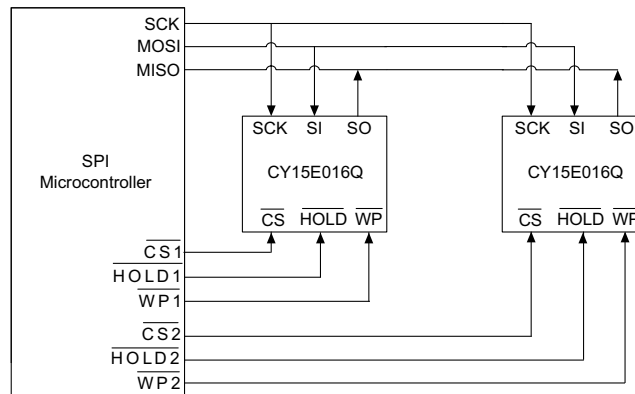 SCK
MOSI
MISO
SPI
Microcontroller
CS1
HOLD1
WP1
CS2
HOLD2
WP2
SCK SI SO
CY15E016Q
CS HOLD WP
SCK SI SO
CY15E016Q
CS HOLD WP